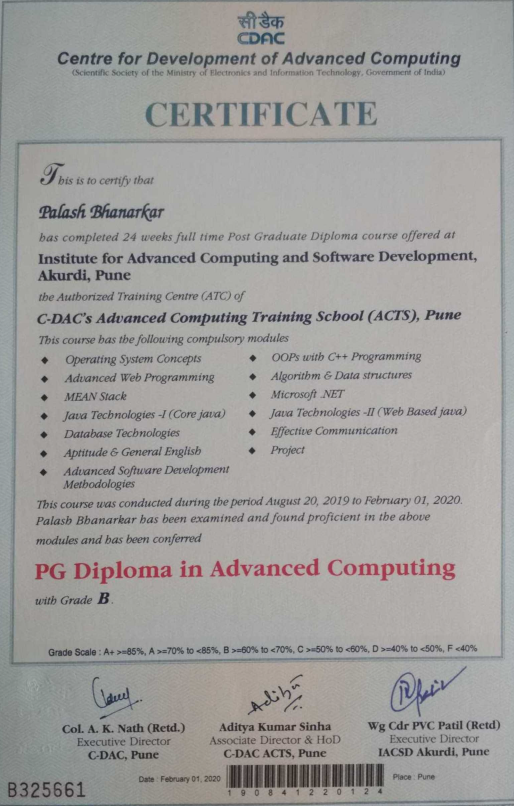 सी डैक
CDAC
Centre for Development of Advanced Computing
(Scientific Society of the Ministry of Electronics and Information Technology, Government of India)
CERTIFICATE
This is to certify that
Palash Bhanarkar
has completed 24 weeks full time Post Graduate Diploma course offered at
Institute for Advanced Computing and Software Development,
Akurdi, Pune
the Authorized Training Centre (ATC) of
C-DAC's Advanced Computing Training School (ACTS), Pune
This course has the following compulsory modules
◆ Operating System Concepts ◆ OOPs with C++ Programming
◆ Advanced Web Programming ◆ Algorithm & Data structures
◆ MEAN Stack ◆ Microsoft .NET
◆ Java Technologies -I (Core java) ◆ Java Technologies -II (Web Based java)
◆ Database Technologies ◆ Effective Communication
◆ Aptitude & General English ◆ Project
◆ Advanced Software Development
Methodologies
This course was conducted during the period August 20, 2019 to February 01, 2020.
Palash Bhanarkar has been examined and found proficient in the above
modules and has been conferred
PG Diploma in Advanced Computing
with Grade B.
Grade Scale : A+ >=85%, A >=70% to <85%, B >=60% to <70%, C >=50% to <60%, D >=40% to <50%, F <40%
Col. A. K. Nath (Retd.) Aditya Kumar Sinha Wg Cdr PVC Patil (Retd)
Executive Director Associate Director & HoD Executive Director
C-DAC, Pune C-DAC ACTS, Pune IACSD Akurdi, Pune
Date : February 01, 2020 Place : Pune
B325661 190841220124